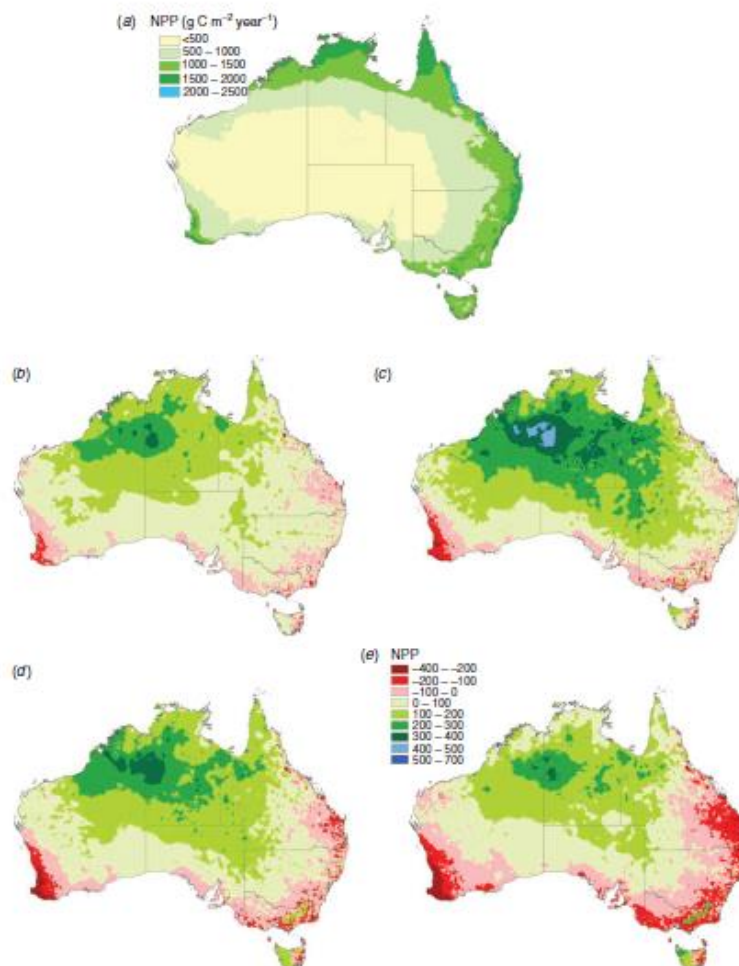 (a) NPP (g C m⁻² year⁻¹)
<500
500 – 1000
1000 – 1500
1500 – 2000
2000 – 2500
(b)
(c)
(d)
(e) NPP
–400 – –200
–200 – –100
–100 – 0
0 – 100
100 – 200
200 – 300
300 – 400
400 – 500
500 – 700